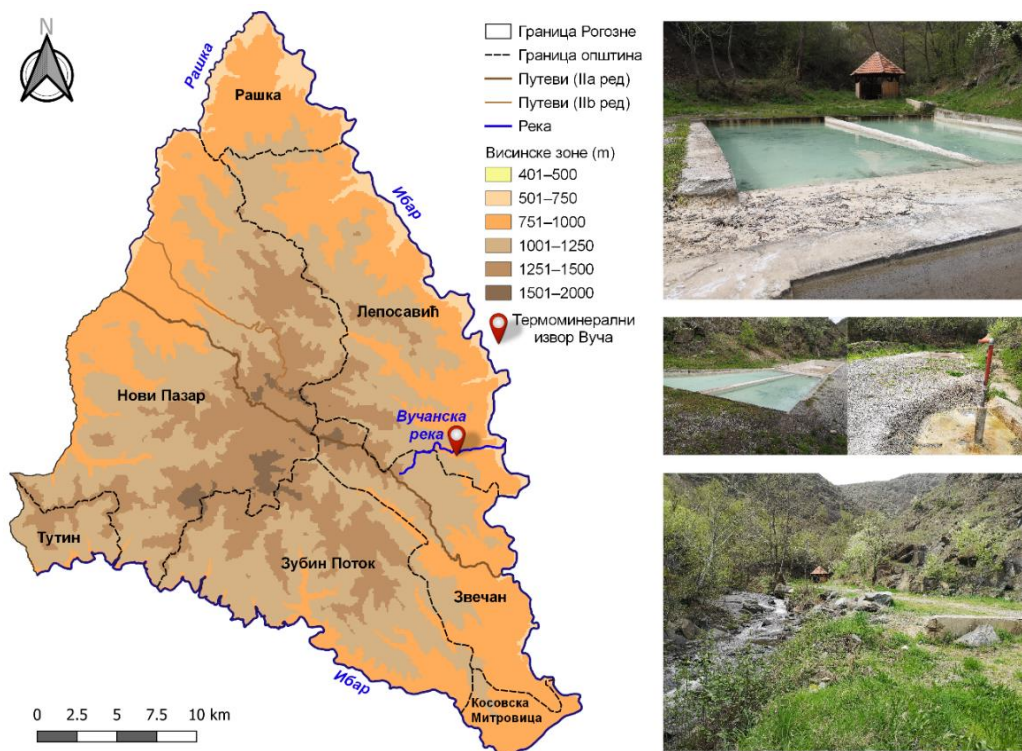 N
Граница Рогозне
Граница општина
Путеви (IIa ред)
Путеви (IIb ред)
Река
Висинске зоне (m)
401–500
501–750
751–1000
1001–1250
1251–1500
1501–2000
Термоминерални
извор Вуча
Рашка
Рашка
Ибар
Лепосавић
Нови Пазар
Вучанска
река
Тутин
Зубин Поток
Звечан
Ибар
Косовска
Митровица
0 2.5 5 7.5 10 km